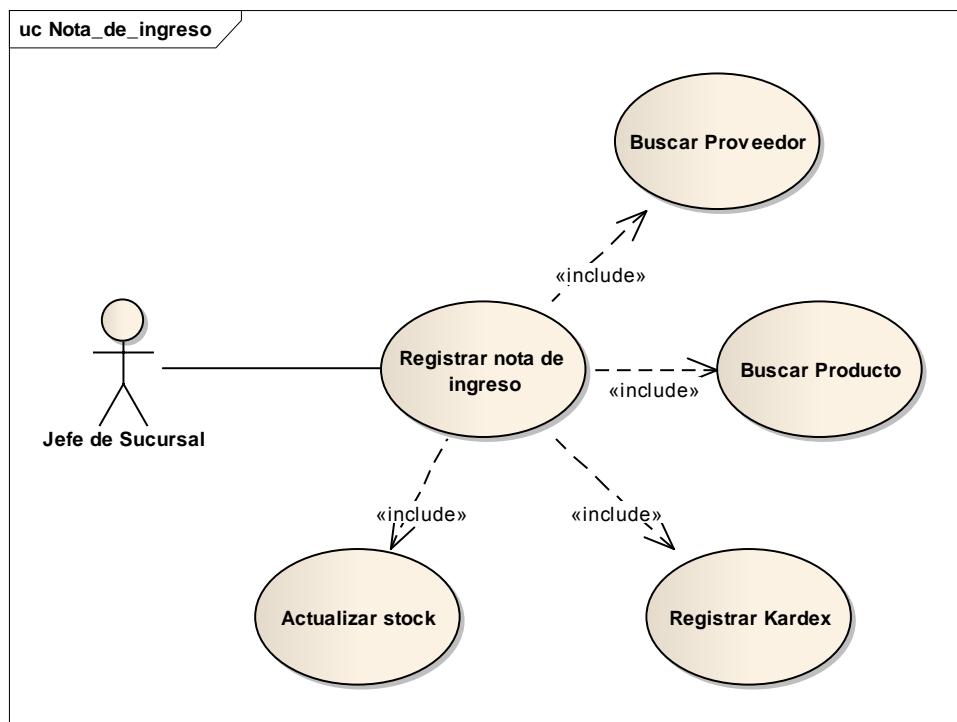 uc Nota_de_ingreso
Buscar Proveedor
«include»
Registrar nota de
ingreso
Buscar Producto
«include»
Jefe de Sucursal
«include»
«include»
Actualizar stock
Registrar Kardex